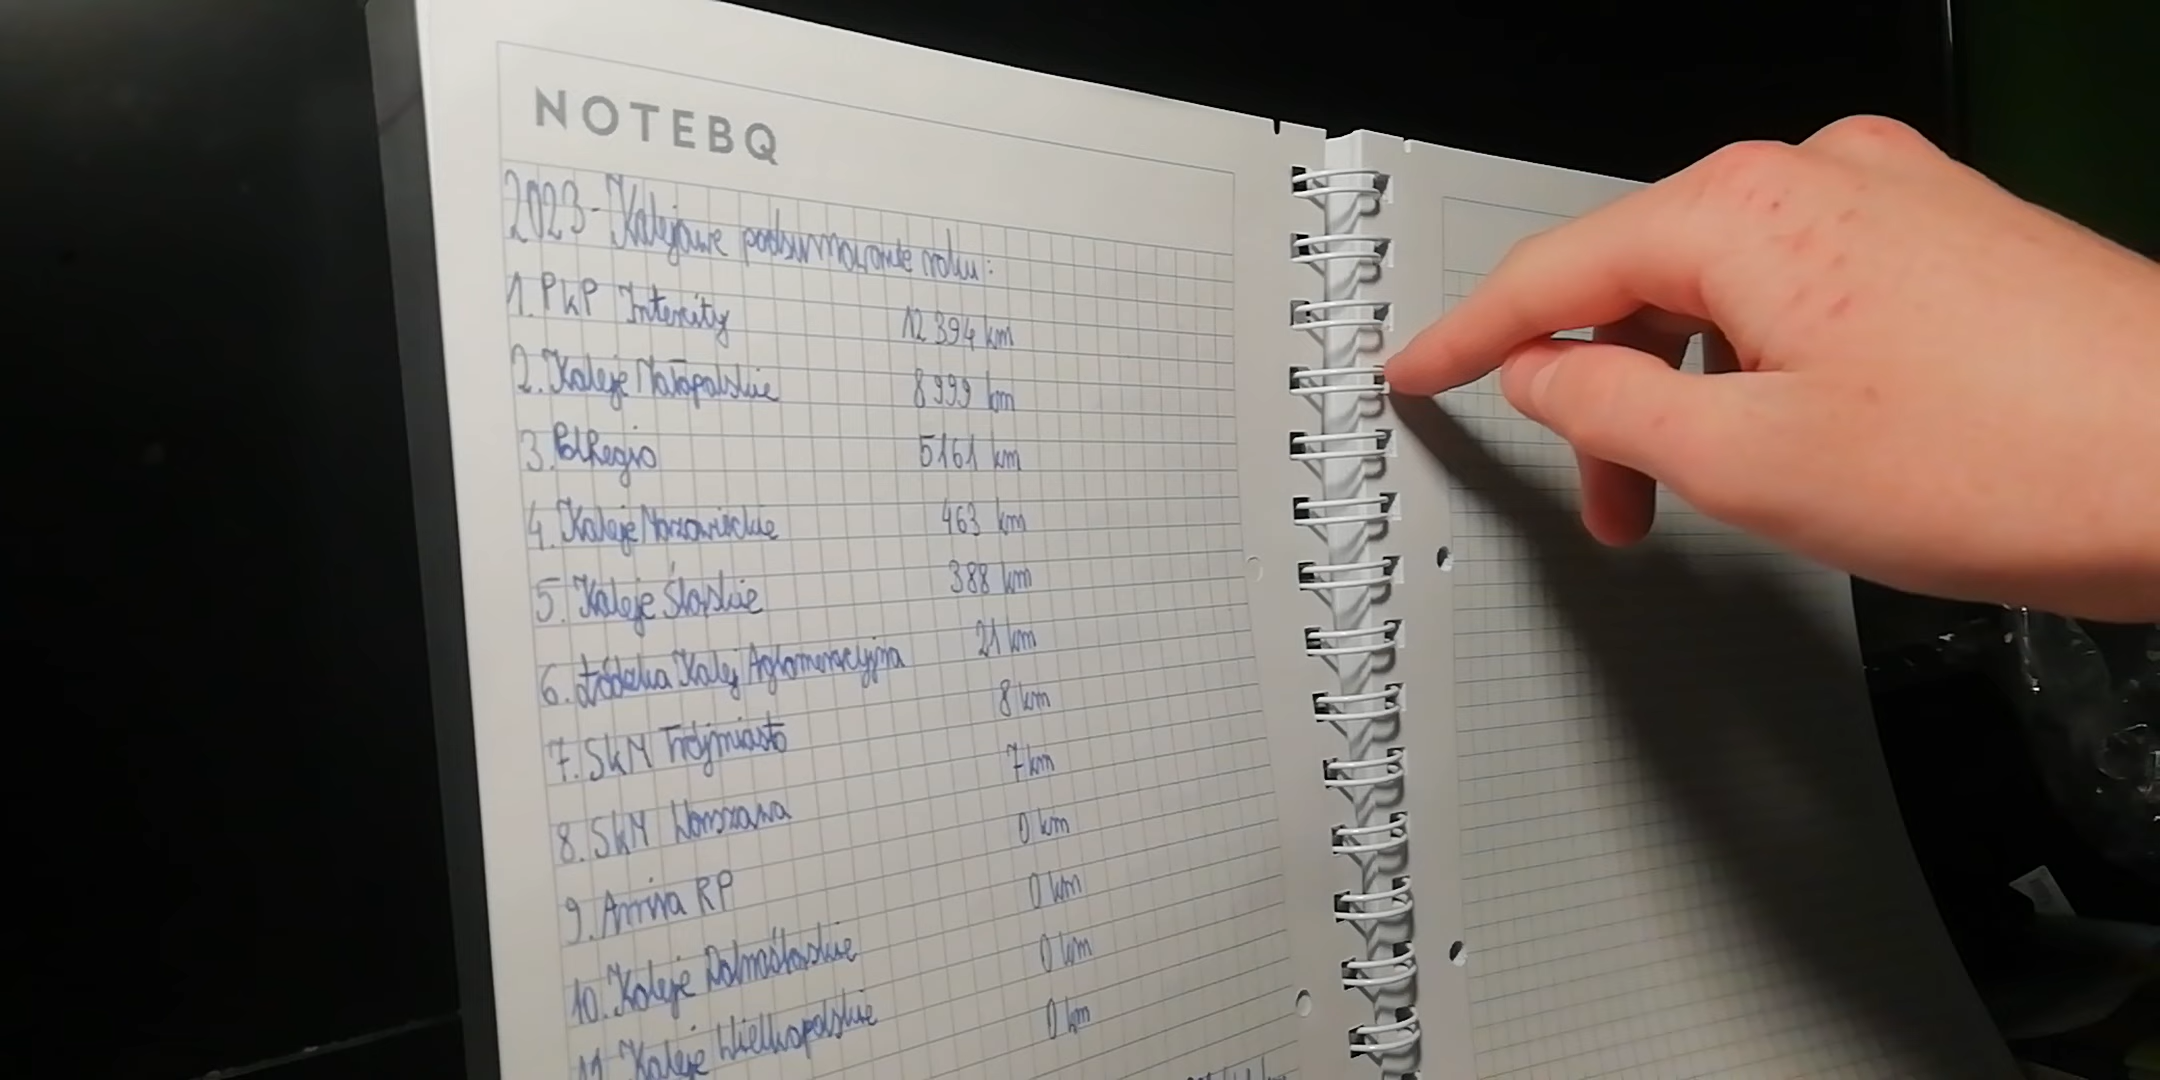 NOTEBQ
2023 - Kolejowe podsumowanie roku:
1. PKP Intercity 12 394 km
2. Koleje Małopolskie 8 999 km
3. PolRegio 5161 km
4. Koleje Mazowieckie 463 km
5. Koleje Śląskie 388 km
6. Łódzka Kolej Aglomeracyjna 21 km
7. SKM Trójmiasto 8 km
8. SKM Warszawa 7 km
9. Arriva RP 0 km
10. Koleje Dolnośląskie 0 km
11. Koleje Wielkopolskie 0 km
0 km